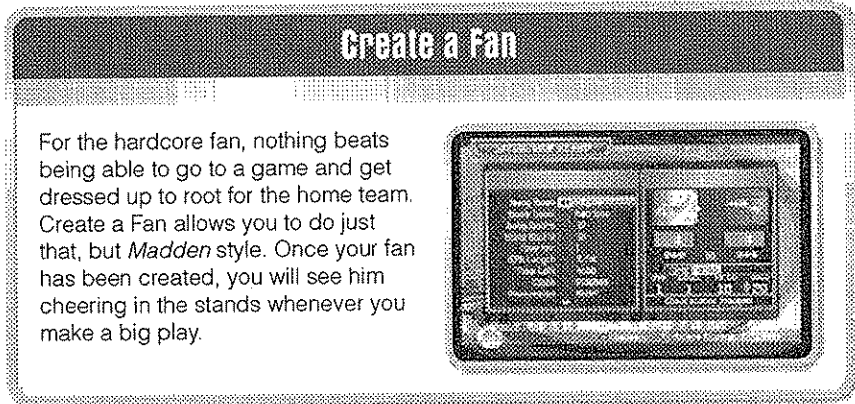 Create a Fan
For the hardcore fan, nothing beats
being able to go to a game and get
dressed up to root for the home team.
Create a Fan allows you to do just
that, but Madden style. Once your fan
has been created, you will see him
cheering in the stands whenever you
make a big play.